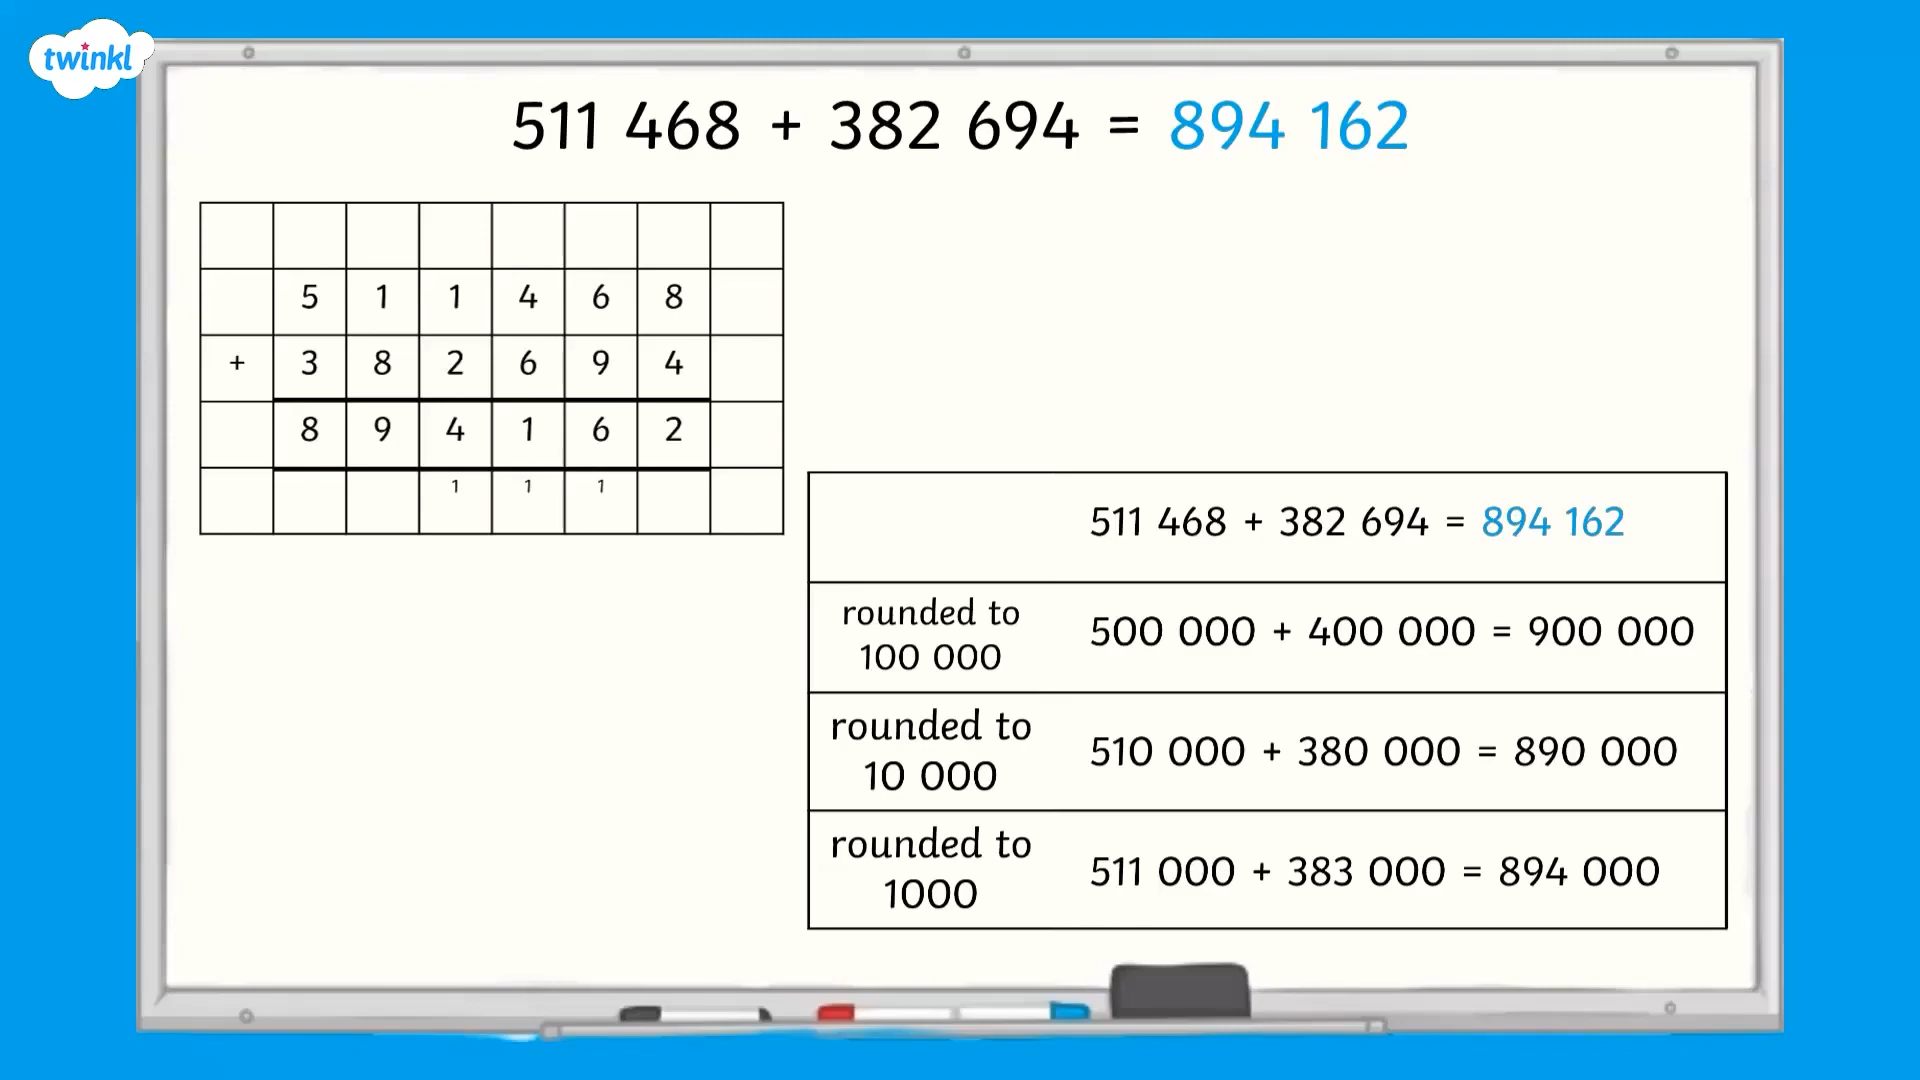 twinkl
511 468 + 382 694 = 894 162
5 1 1 4 6 8
+ 3 8 2 6 9 4
8 9 4 1 6 2
1 1 1
511 468 + 382 694 = 894 162
rounded to
100 000
500 000 + 400 000 = 900 000
rounded to
10 000
510 000 + 380 000 = 890 000
rounded to
1000
511 000 + 383 000 = 894 000